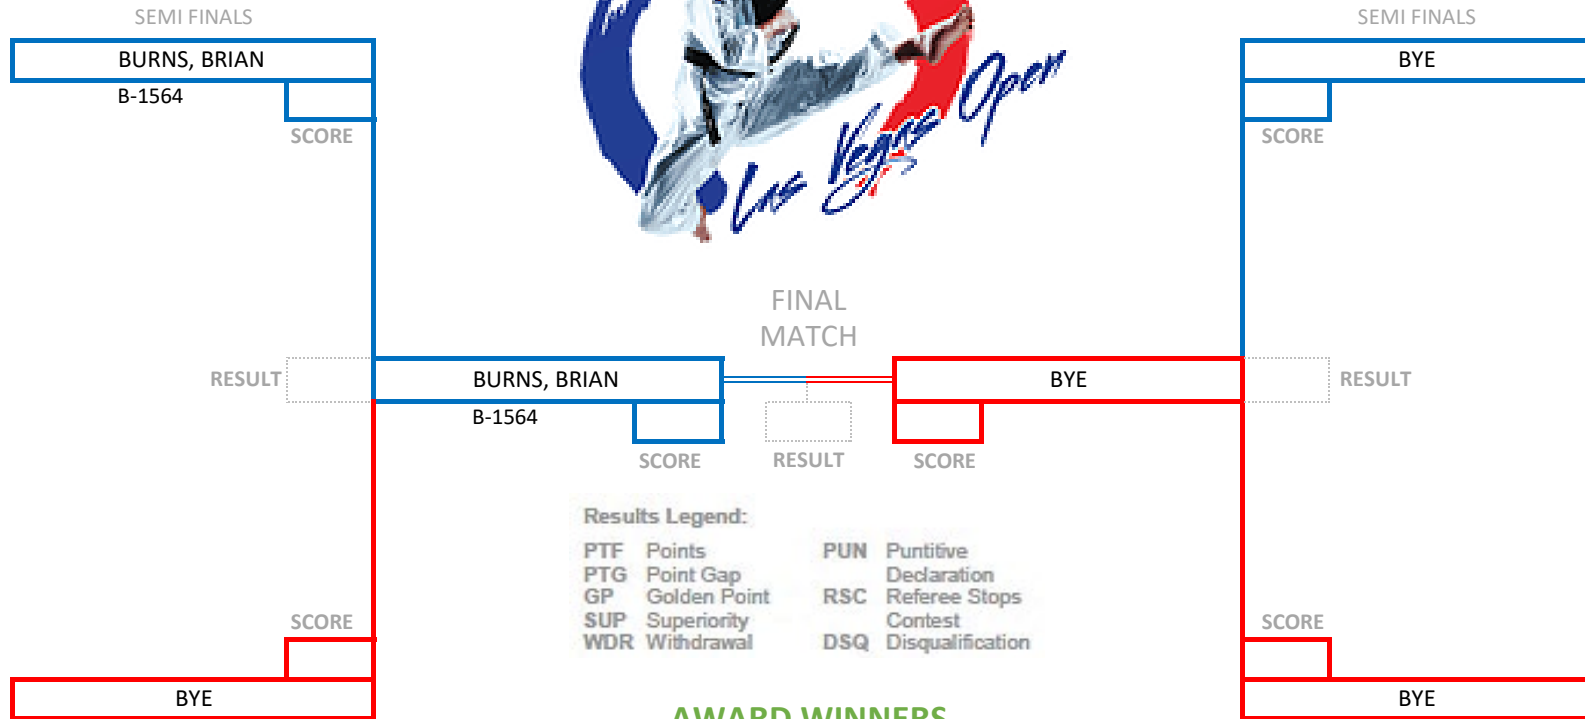 SEMI FINALS
SEMI FINALS
BURNS, BRIAN
BYE
B-1564
SCORE
SCORE
Las Vegas Open
FINAL
MATCH
RESULT
BURNS, BRIAN
BYE
RESULT
B-1564
SCORE
RESULT
SCORE
Results Legend:
PTF Points
PTG Point Gap
GP Golden Point
SUP Superiority
WDR Withdrawal
PUN Puntitive
Declaration
RSC Referee Stops
Contest
DSQ Disqualification
SCORE
SCORE
BYE
BYE
AWARD WINNERS